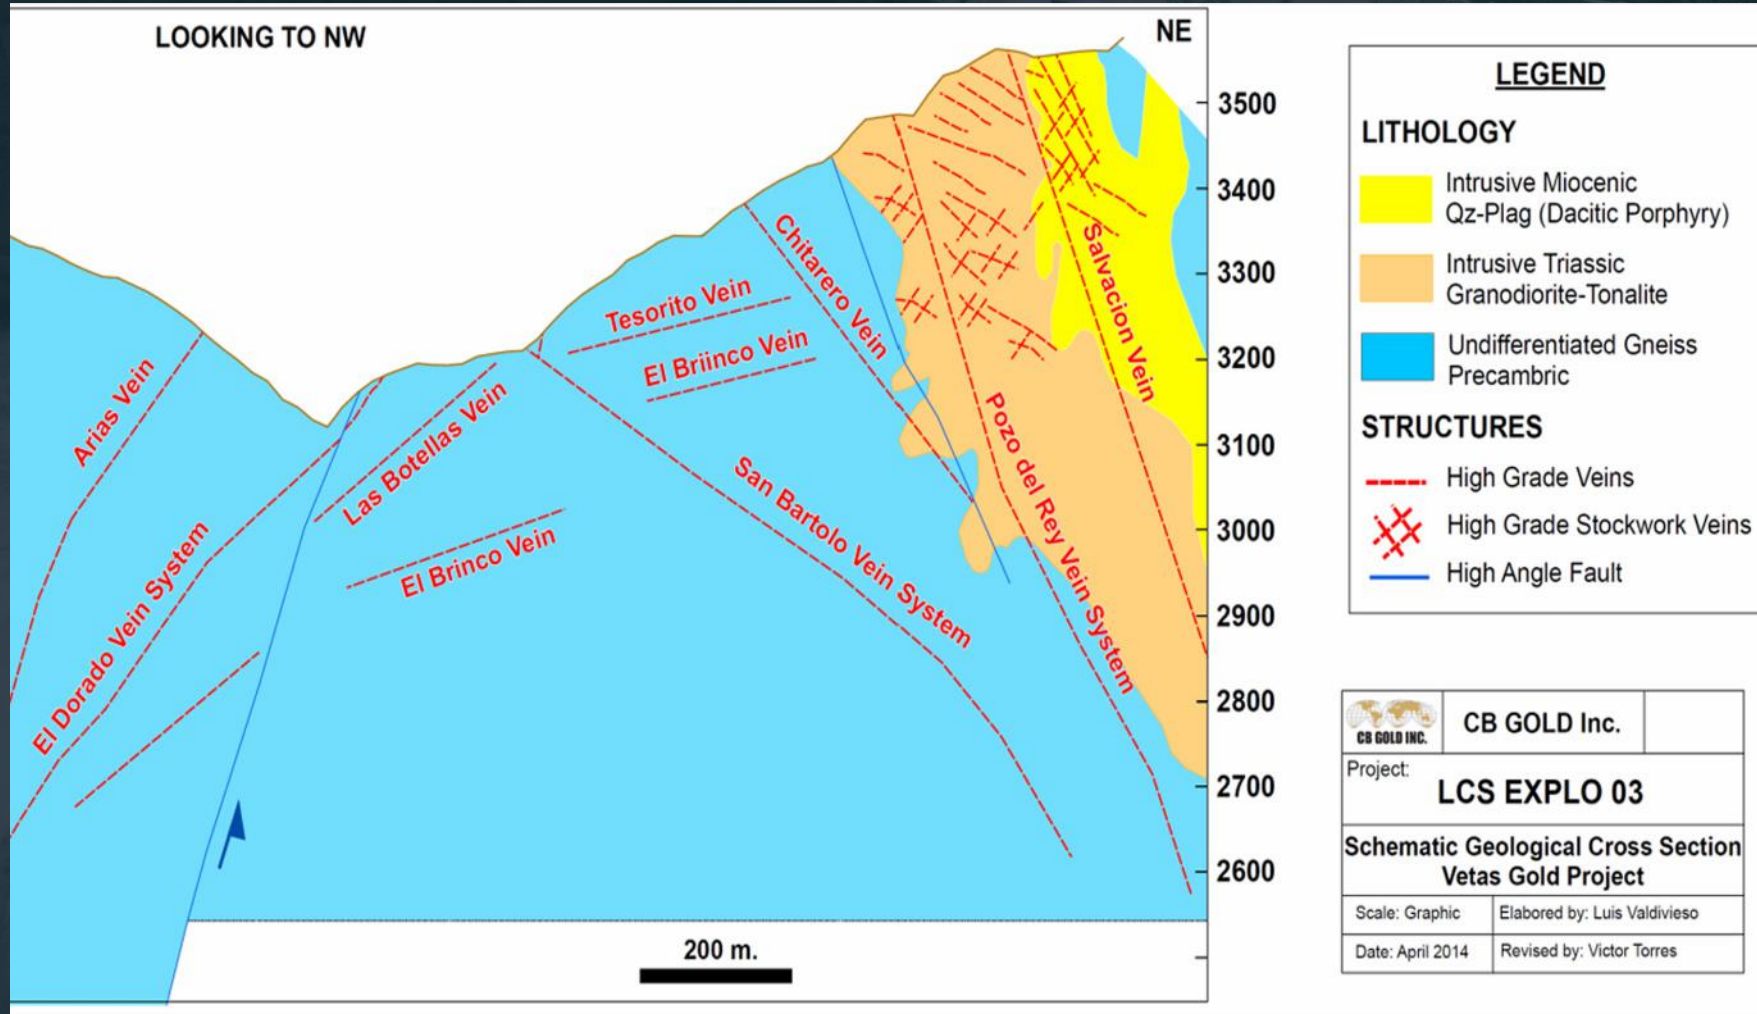 LOOKING TO NW
NE
3500
3400
3300
3200
3100
3000
2900
2800
2700
2600
Arias Vein
El Dorado Vein System
Las Botellas Vein
El Brinco Vein
Tesorito Vein
El Briinco Vein
Chitarero Vein
San Bartolo Vein System
Pozo del Rey Vein System
Salvacion Vein
200 m.
LEGEND
LITHOLOGY
Intrusive Miocenic
Qz-Plag (Dacitic Porphyry)
Intrusive Triassic
Granodiorite-Tonalite
Undifferentiated Gneiss
Precambric
STRUCTURES
High Grade Veins
High Grade Stockwork Veins
High Angle Fault
CB GOLD INC.
CB GOLD Inc.
Project:
LCS EXPLO 03
Schematic Geological Cross Section
Vetas Gold Project
Scale: Graphic
Elaborated by: Luis Valdivieso
Date: April 2014
Revised by: Victor Torres